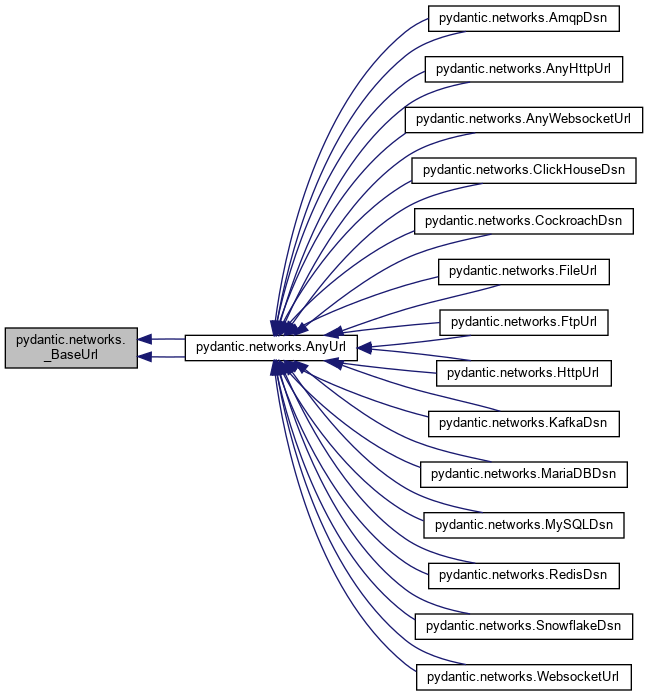 pydantic.networks.AmqpDsn
pydantic.networks.AnyHttpUrl
pydantic.networks.AnyWebsocketUrl
pydantic.networks.ClickHouseDsn
pydantic.networks.CockroachDsn
pydantic.networks.FileUrl
pydantic.networks.FtpUrl
pydantic.networks.
_BaseUrl
pydantic.networks.AnyUrl
pydantic.networks.HttpUrl
pydantic.networks.KafkaDsn
pydantic.networks.MariaDBDsn
pydantic.networks.MySQLDsn
pydantic.networks.RedisDsn
pydantic.networks.SnowflakeDsn
pydantic.networks.WebsocketUrl